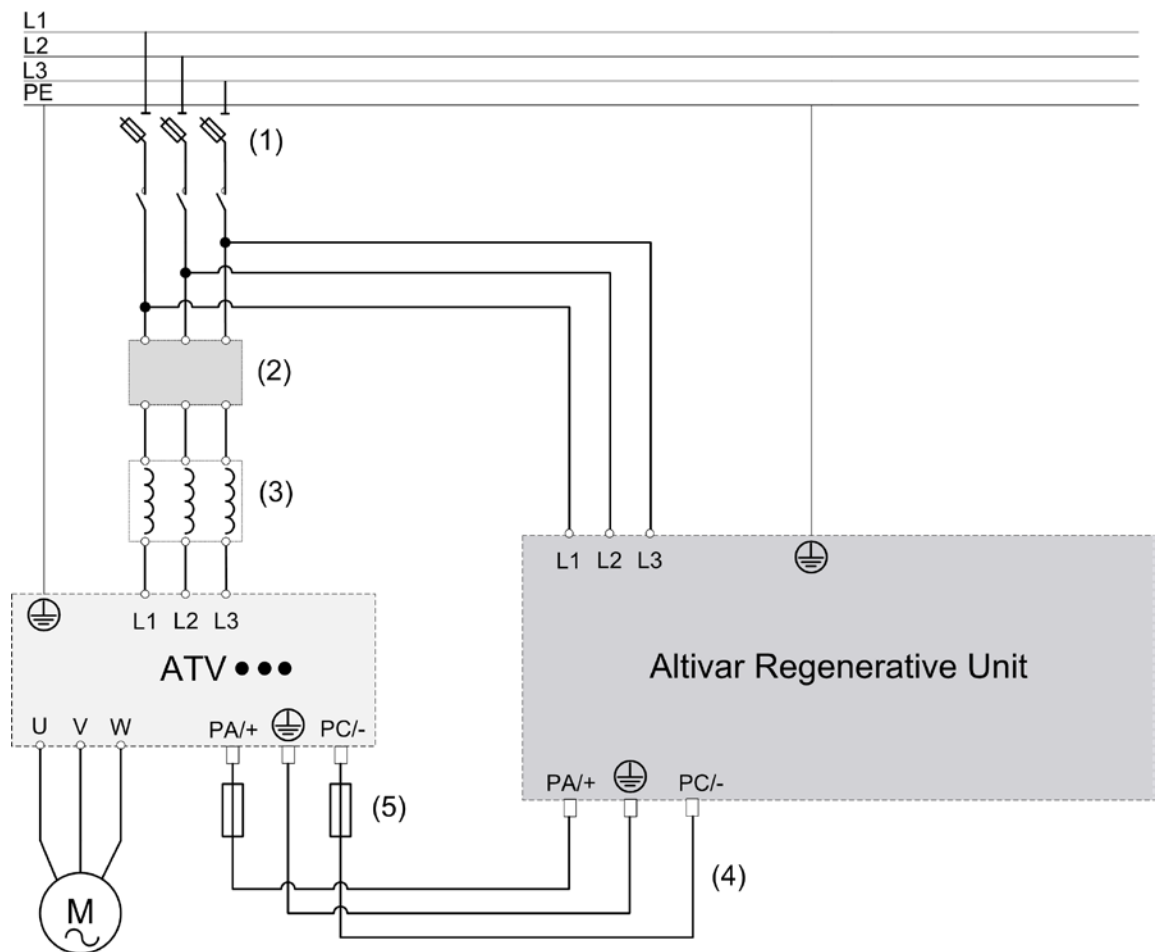 L1
L2
L3
PE
(1)
(2)
(3)
L1 L2 L3
L1 L2 L3
ATV •••
Altivar Regenerative Unit
U V W
PA/+ PC/-
PA/+ PC/-
(5)
(4)
M